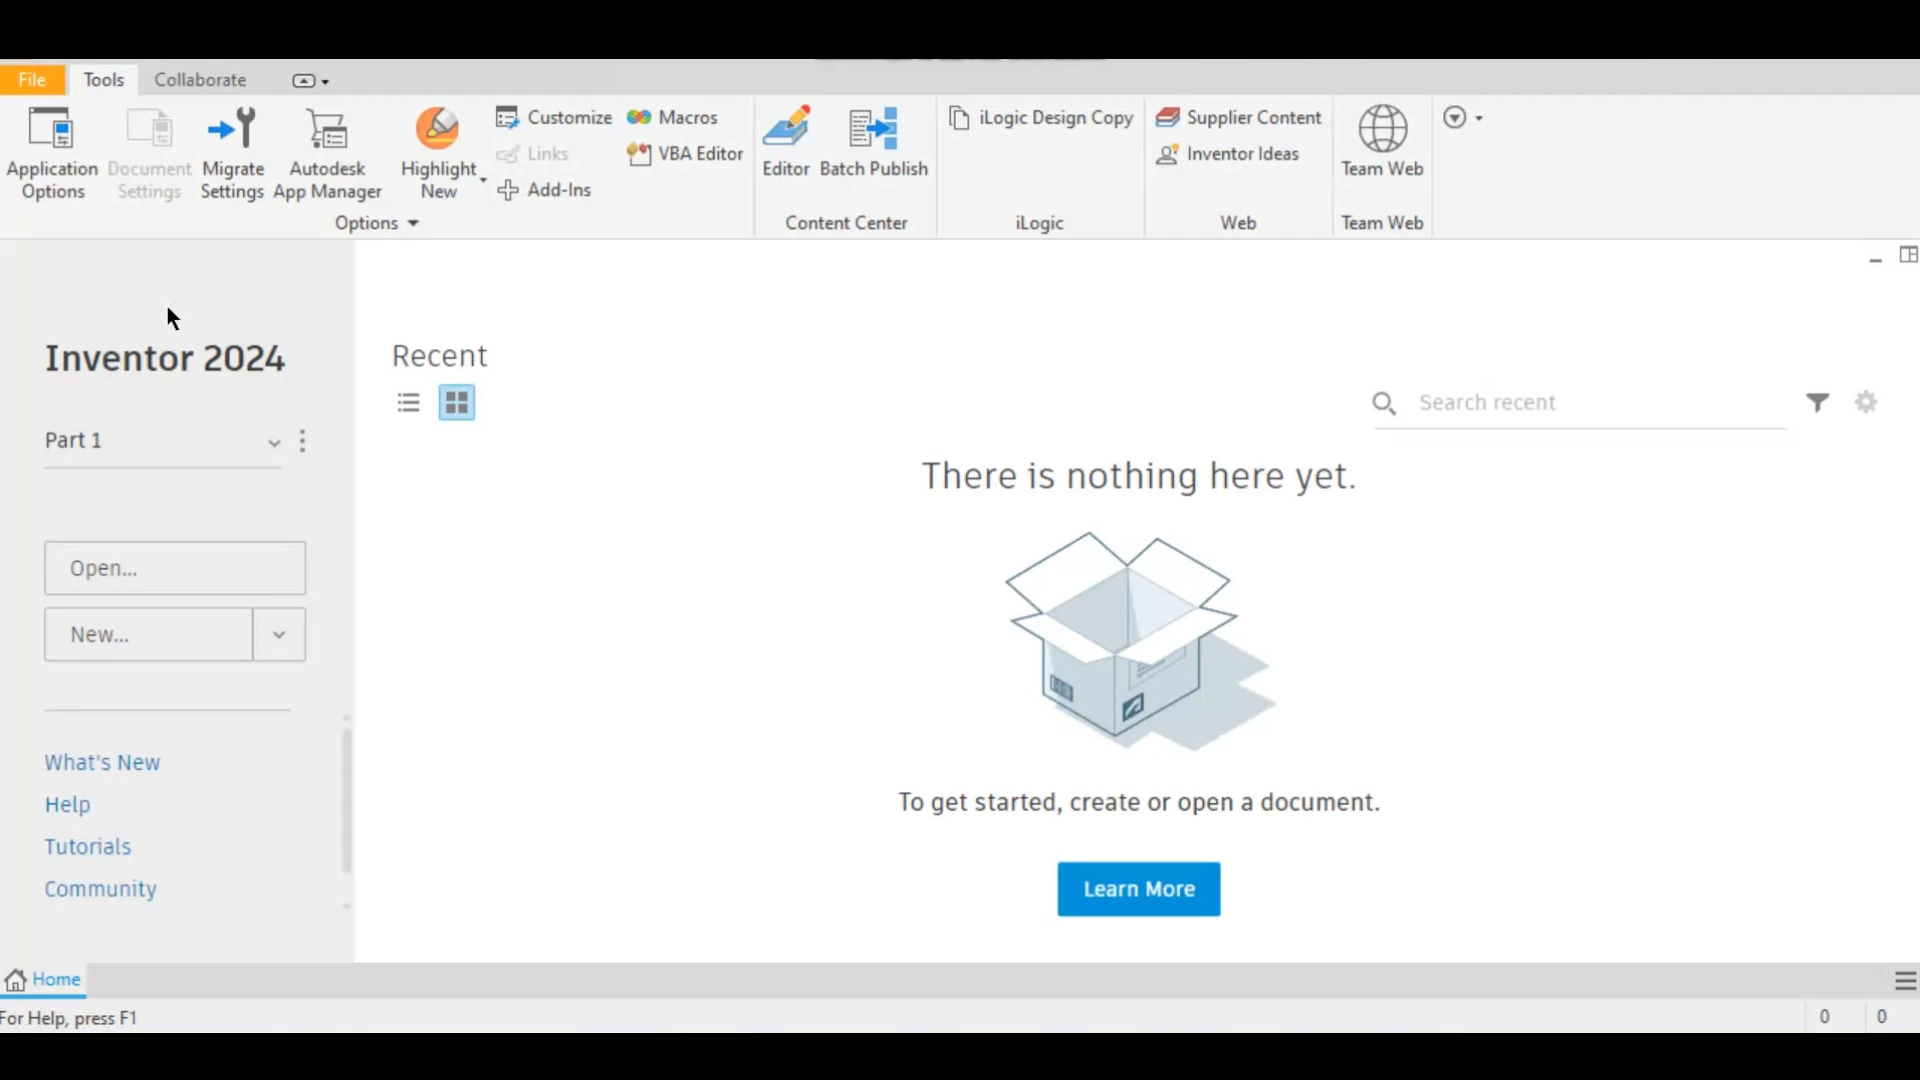 File Tools Collaborate
Customize Macros iLogic Design Copy Supplier Content
Links VBA Editor Inventor Ideas
Application Document Migrate Autodesk Highlight Editor Batch Publish Team Web
Options Settings Settings App Manager New Add-Ins
Options Content Center iLogic Web Team Web
Inventor 2024
Recent
Search recent
Part 1
There is nothing here yet.
Open...
New...
What's New
To get started, create or open a document.
Help
Tutorials
Community
Learn More
Home
For Help, press F1 0 0